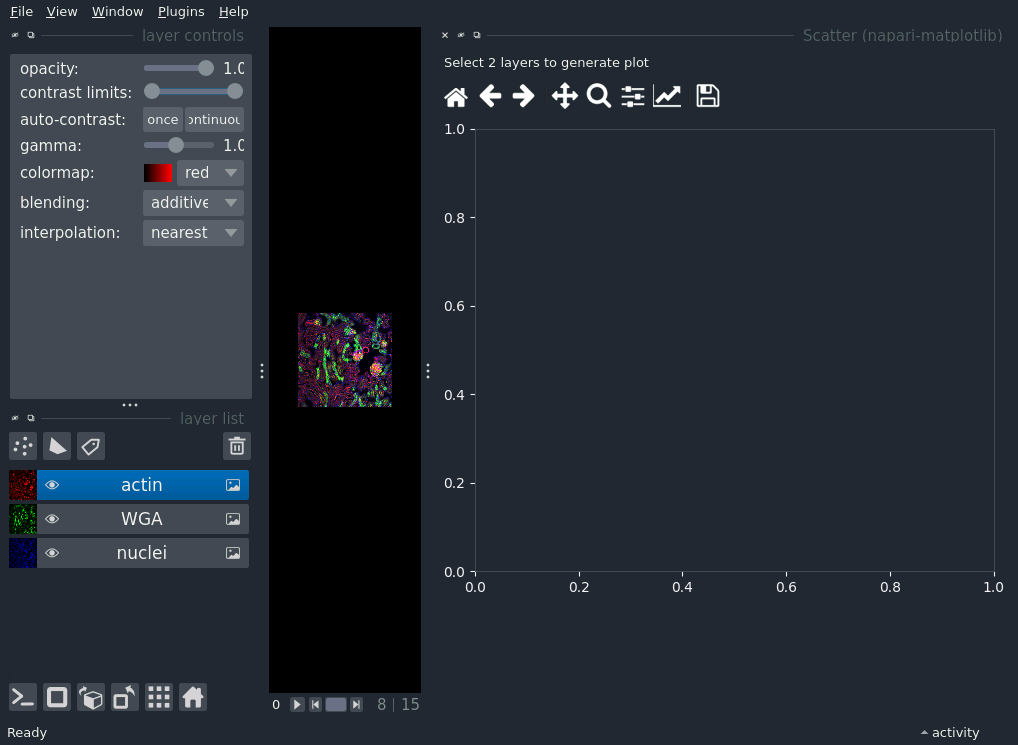 File View Window Plugins Help
layer controls
opacity: 1.0
contrast limits:
auto-contrast: once ontinuou
gamma: 1.0
colormap: red
blending: additive
interpolation: nearest
layer list
actin
WGA
nuclei
0 8 | 15
Ready
Scatter (napari-matplotlib)
Select 2 layers to generate plot
1.0
0.8
0.6
0.4
0.2
0.0
0.0 0.2 0.4 0.6 0.8 1.0
activity